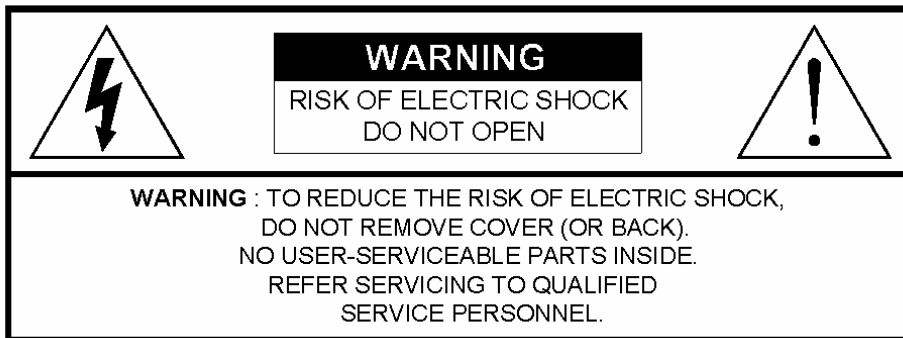 WARNING
RISK OF ELECTRIC SHOCK
DO NOT OPEN
WARNING : TO REDUCE THE RISK OF ELECTRIC SHOCK,
DO NOT REMOVE COVER (OR BACK).
NO USER-SERVICEABLE PARTS INSIDE.
REFER SERVICING TO QUALIFIED
SERVICE PERSONNEL.